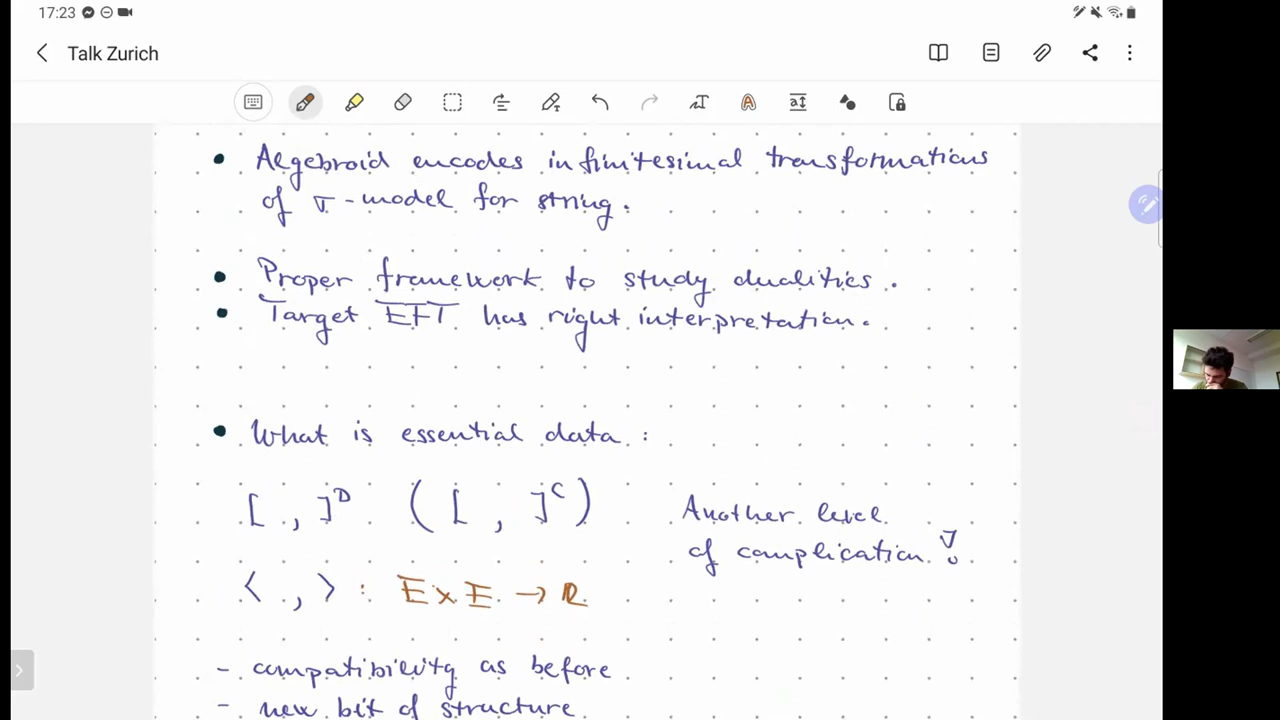 17:23
Talk Zurich
• Algebroid encodes infinitesimal transformations
of σ-model for string.
• Proper framework to study dualities.
• Target EFT has right interpretation.
• What is essential data:
[ , ]ᴰ ([ , ]ᶜ)
Another level
of complication!
< , > : E × E → ℝ
- compatibility as before
- new bit of structure